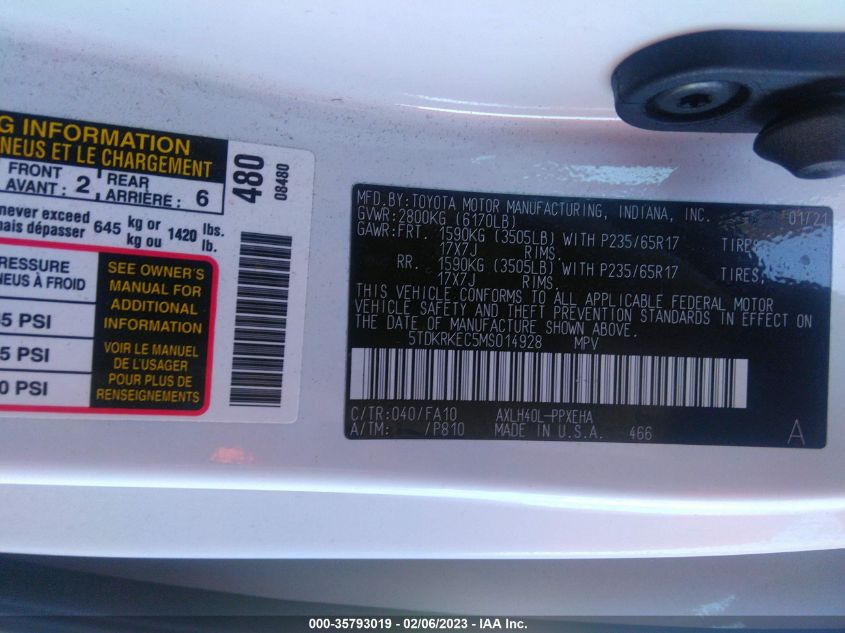 G INFORMATION
NEUS ET LE CHARGEMENT
FRONT
AVANT : 2
REAR
ARRIÈRE : 6
never exceed
mais dépasser 645 kg or
kg ou 1420 lbs.
lb.
PRESSURE
NEUS À FROID
5 PSI
5 PSI
0 PSI
SEE OWNER'S
MANUAL FOR
ADDITIONAL
INFORMATION
VOIR LE MANUEL
DE L'USAGER
POUR PLUS DE
RENSEIGNEMENTS
480
08480
MFD.BY:TOYOTA MOTOR MANUFACTURING, INDIANA, INC. 01/21
GVWR:2800KG (6170LB)
GAWR:FRT. 1590KG (3505LB) WITH P235/65R17 TIRES,
17X7J RIMS.
RR. 1590KG (3505LB) WITH P235/65R17 TIRES,
17X7J RIMS.
THIS VEHICLE CONFORMS TO ALL APPLICABLE FEDERAL MOTOR
VEHICLE SAFETY AND THEFT PREVENTION STANDARDS IN EFFECT ON
THE DATE OF MANUFACTURE SHOWN ABOVE.
5TDKRKEC5MS014928 MPV
C/TR:040/FA10 AXLH40L-PPXEHA
A/TM: /P810 MADE IN U.S.A. 466 A
000-35793019 - 02/06/2023 - IAA Inc.